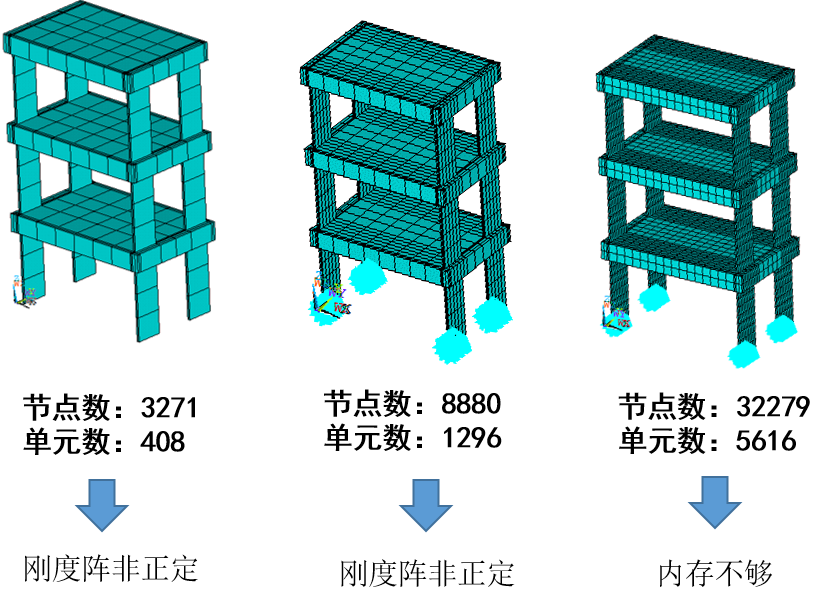 节点数：3271
单元数：408
节点数：8880
单元数：1296
节点数：32279
单元数：5616
刚度阵非正定
刚度阵非正定
内存不够